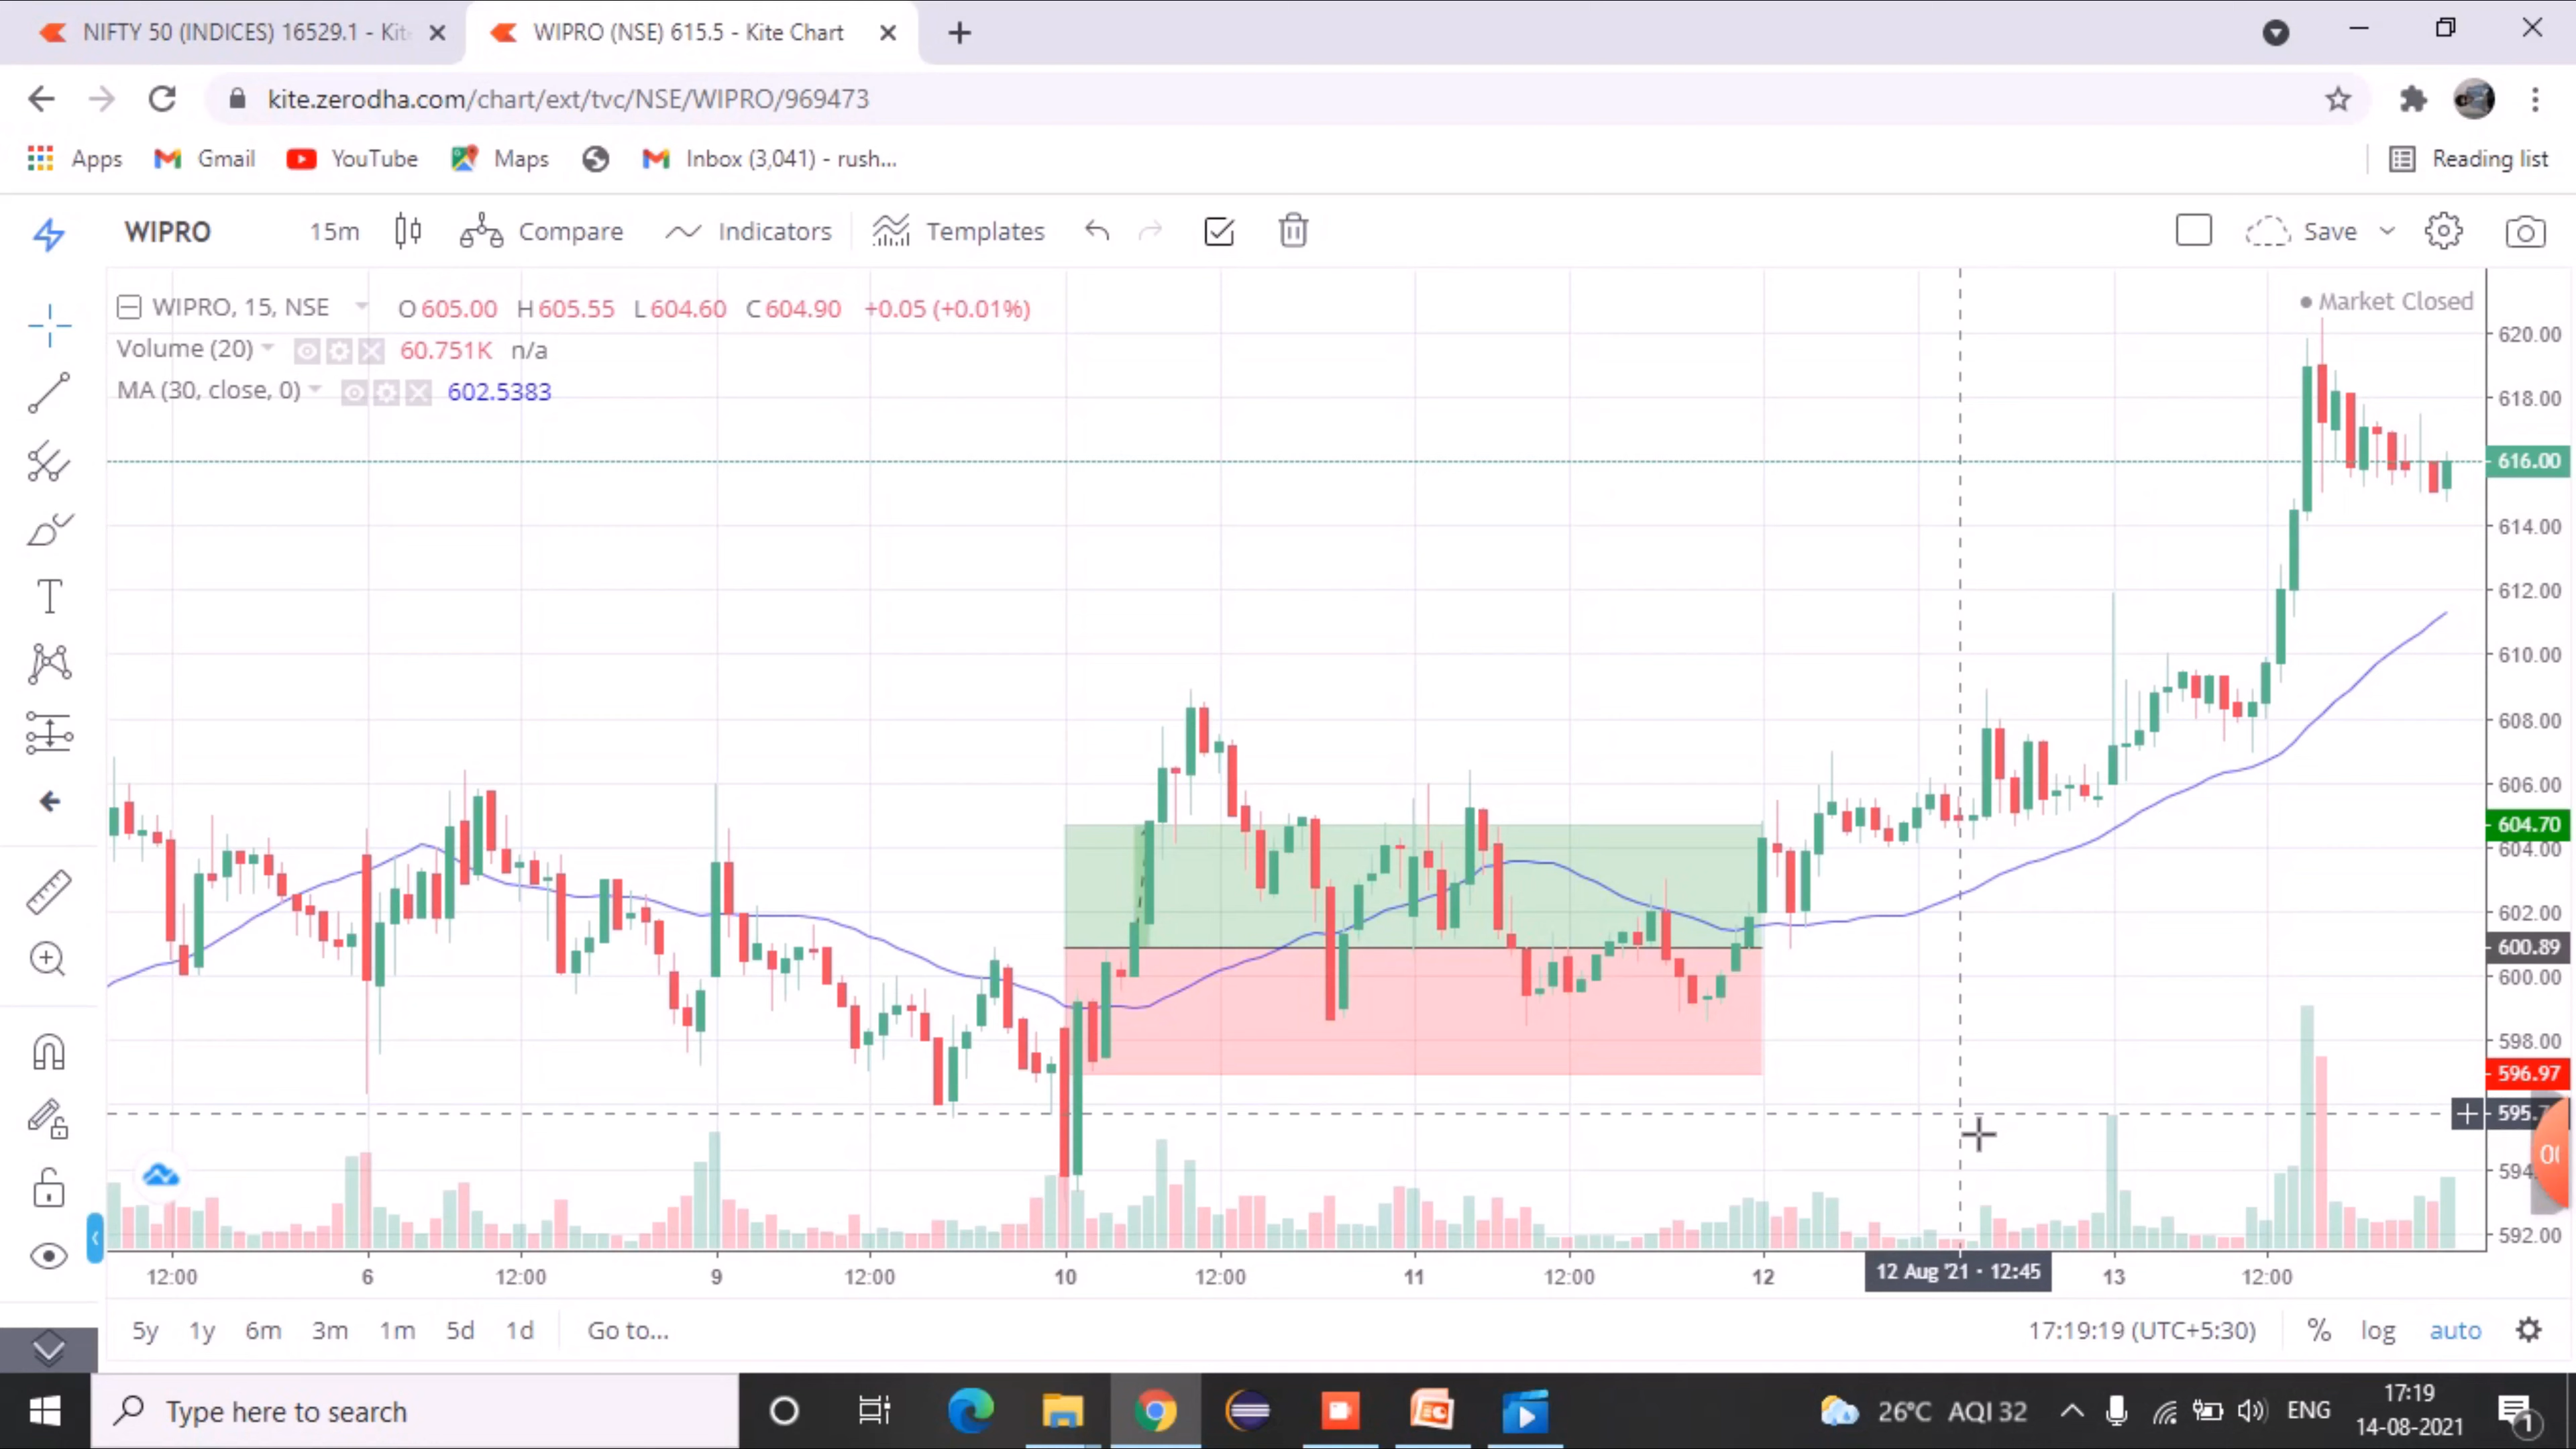 NIFTY 50 (INDICES) 16529.1 - Kit
WIPRO (NSE) 615.5 - Kite Chart
kite.zerodha.com/chart/ext/tvc/NSE/WIPRO/969473
Apps Gmail YouTube Maps Inbox (3,041) - rush... Reading list
WIPRO 15m Compare Indicators Templates Save
WIPRO, 15, NSE O 605.00 H 605.55 L 604.60 C 604.90 +0.05 (+0.01%)
Market Closed
Volume (20) 60.751K n/a
MA (30, close, 0) 602.5383
620.00
618.00
616.00
614.00
612.00
610.00
608.00
606.00
604.70
604.00
602.00
600.89
600.00
598.00
596.97
595.7
594
592.00
12:00 6 12:00 9 12:00 10 12:00 11 12:00 12 12 Aug '21 - 12:45 13 12:00
5y 1y 6m 3m 1m 5d 1d Go to... 17:19:19 (UTC+5:30) % log auto
Type here to search
26°C AQI 32 ENG
17:19
14-08-2021
1